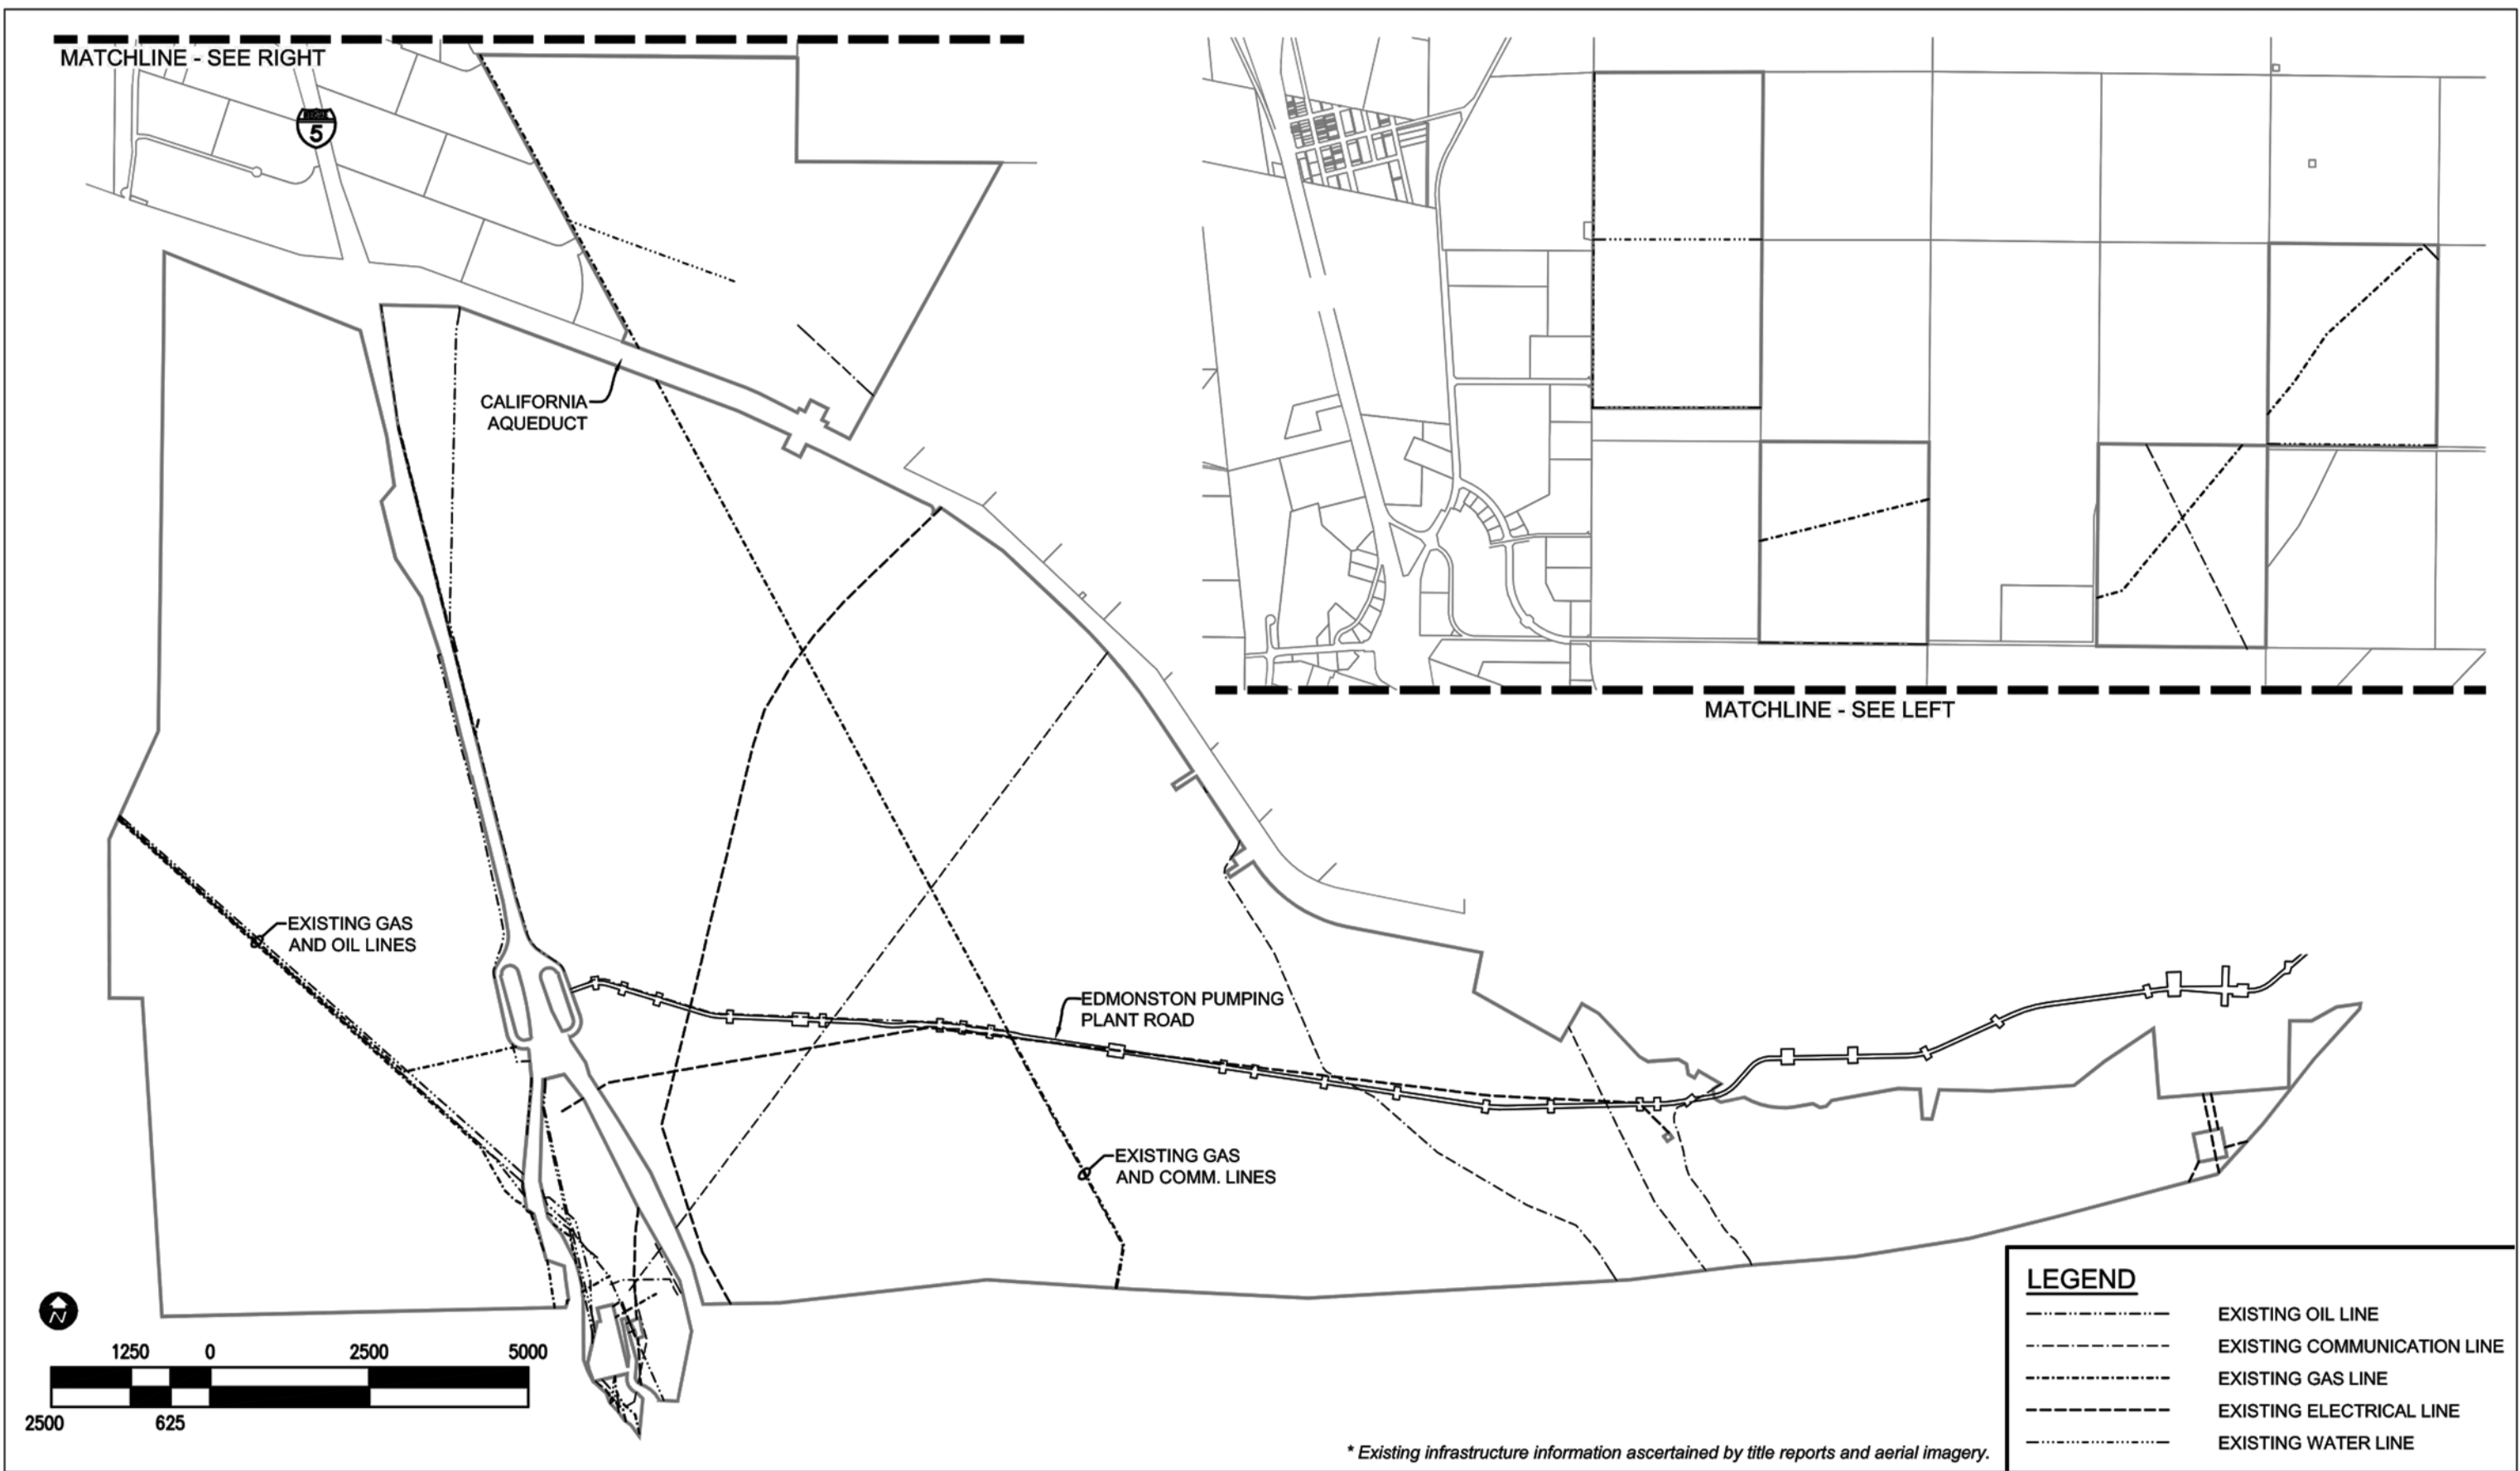 MATCHLINE - SEE RIGHT
5
CALIFORNIA
AQUEDUCT
MATCHLINE - SEE LEFT
EXISTING GAS
AND OIL LINES
EDMONSTON PUMPING
PLANT ROAD
EXISTING GAS
AND COMM. LINES
N
1250 0 2500 5000
2500 625
LEGEND
EXISTING OIL LINE
EXISTING COMMUNICATION LINE
EXISTING GAS LINE
EXISTING ELECTRICAL LINE
EXISTING WATER LINE
* Existing infrastructure information ascertained by title reports and aerial imagery.